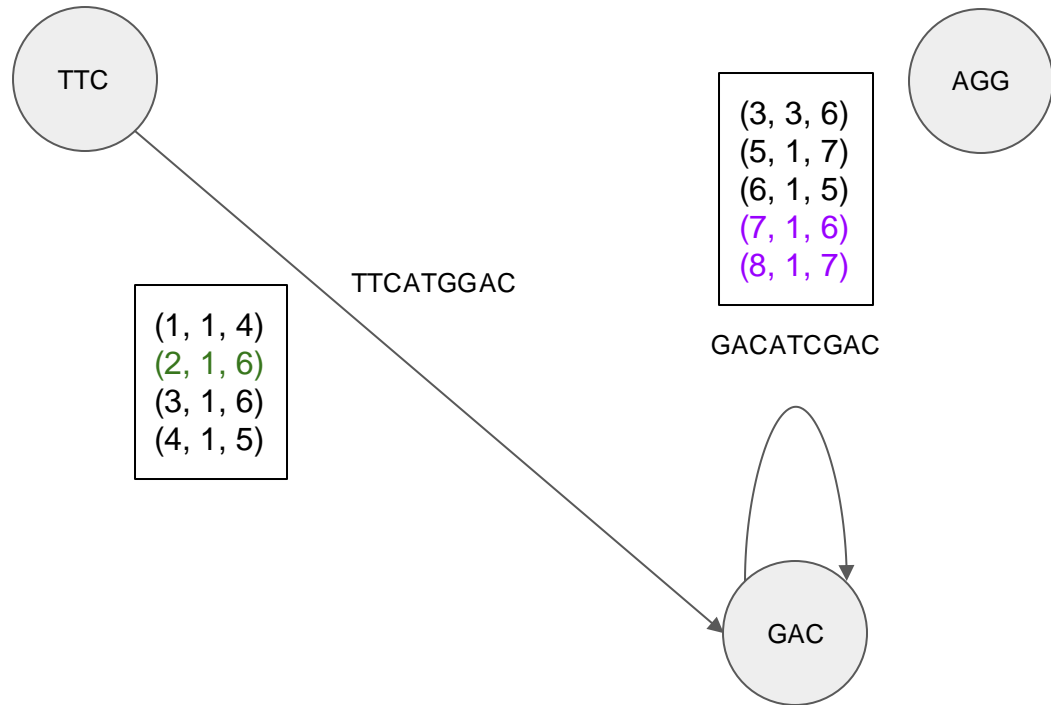 TTC
AGG
(3, 3, 6)
(5, 1, 7)
(6, 1, 5)
(7, 1, 6)
(8, 1, 7)
TTCATGGAC
(1, 1, 4)
(2, 1, 6)
(3, 1, 6)
(4, 1, 5)
GACATCGAC
GAC